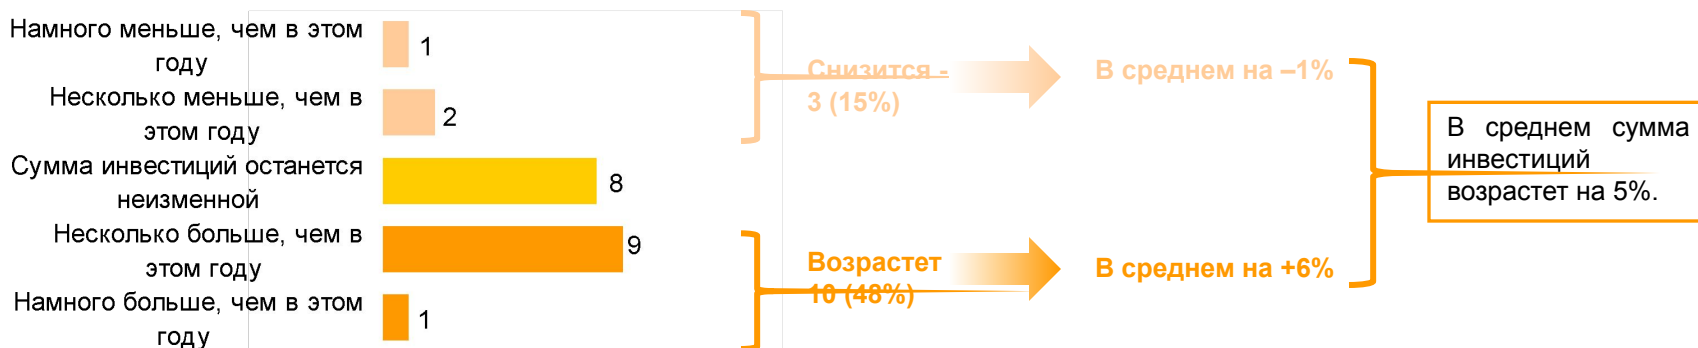 Намного меньше, чем в этом
году
1
Несколько меньше, чем в
этом году
2
Сумма инвестиций останется
неизменной
8
Несколько больше, чем в
этом году
9
Намного больше, чем в этом
году
1
Снизится -
3 (15%)
В среднем на –1%
Возрастет
10 (48%)
В среднем на +6%
В среднем сумма
инвестиций
возрастет на 5%.